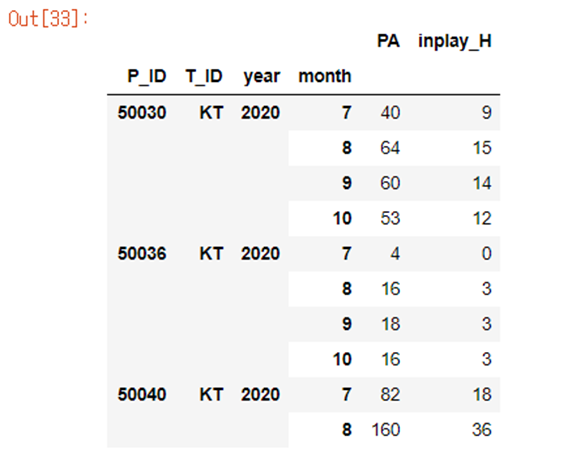 Out[33]:
PA inplay_H
P_ID T_ID year month
50030 KT 2020 7 40 9
8 64 15
9 60 14
10 53 12
50036 KT 2020 7 4 0
8 16 3
9 18 3
10 16 3
50040 KT 2020 7 82 18
8 160 36